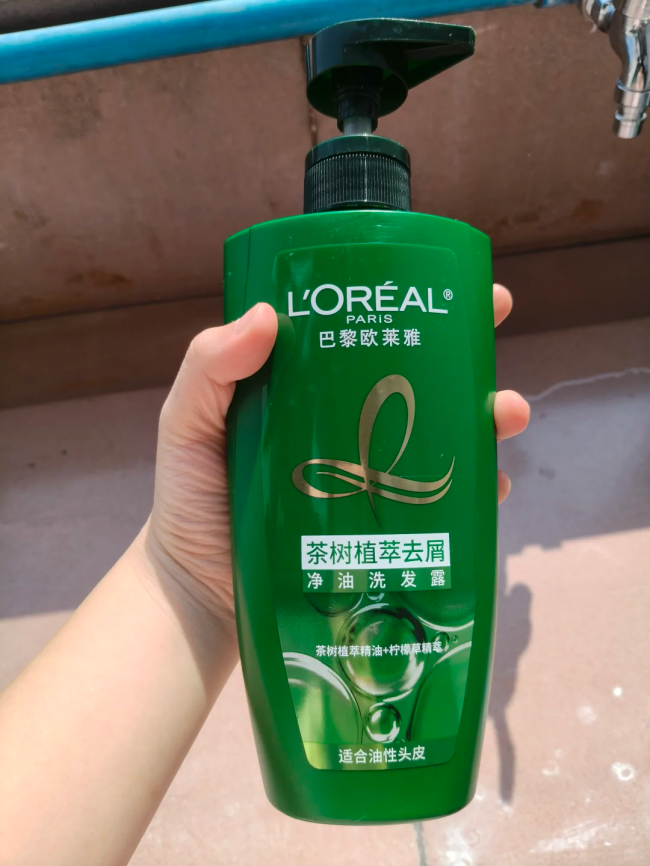 L'ORÉAL®
PARiS
巴黎欧莱雅
茶树植萃去屑
净油洗发露
茶树植萃精油+柠檬草精萃
适合油性头皮